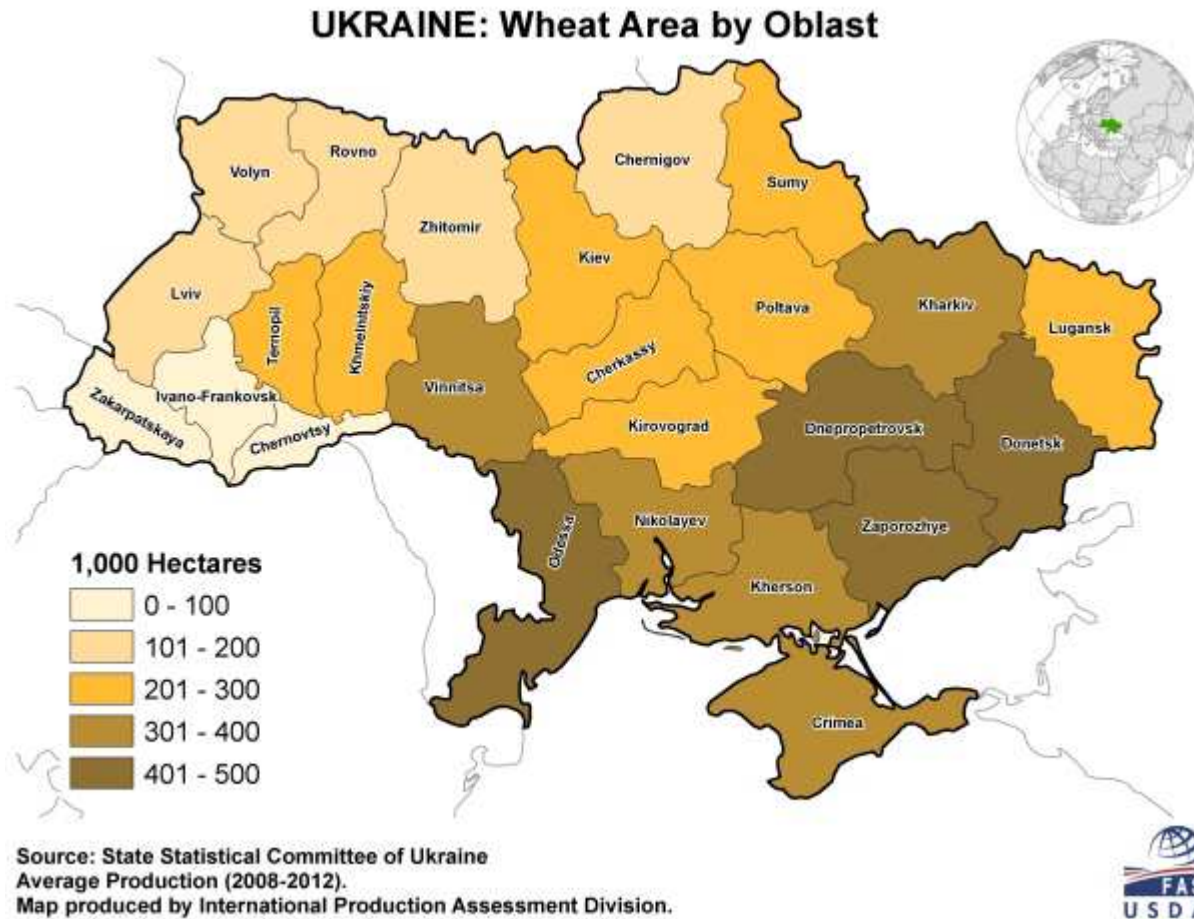 UKRAINE: Wheat Area by Oblast
Volyn
Rovno
Zhitomir
Chernigov
Sumy
Kiev
Lviv
Ternopil
Khmelnitskiy
Cherkassy
Poltava
Kharkiv
Lugansk
Zakarpatskaya
Ivano-Frankovsk
Chernovtsy
Vinnitsa
Kirovograd
Dnepropetrovsk
Donetsk
Odessa
Nikolayev
Zaporozhye
Kherson
Crimea
1,000 Hectares
0 - 100
101 - 200
201 - 300
301 - 400
401 - 500
Source: State Statistical Committee of Ukraine
Average Production (2008-2012).
Map produced by International Production Assessment Division.
FA
USD